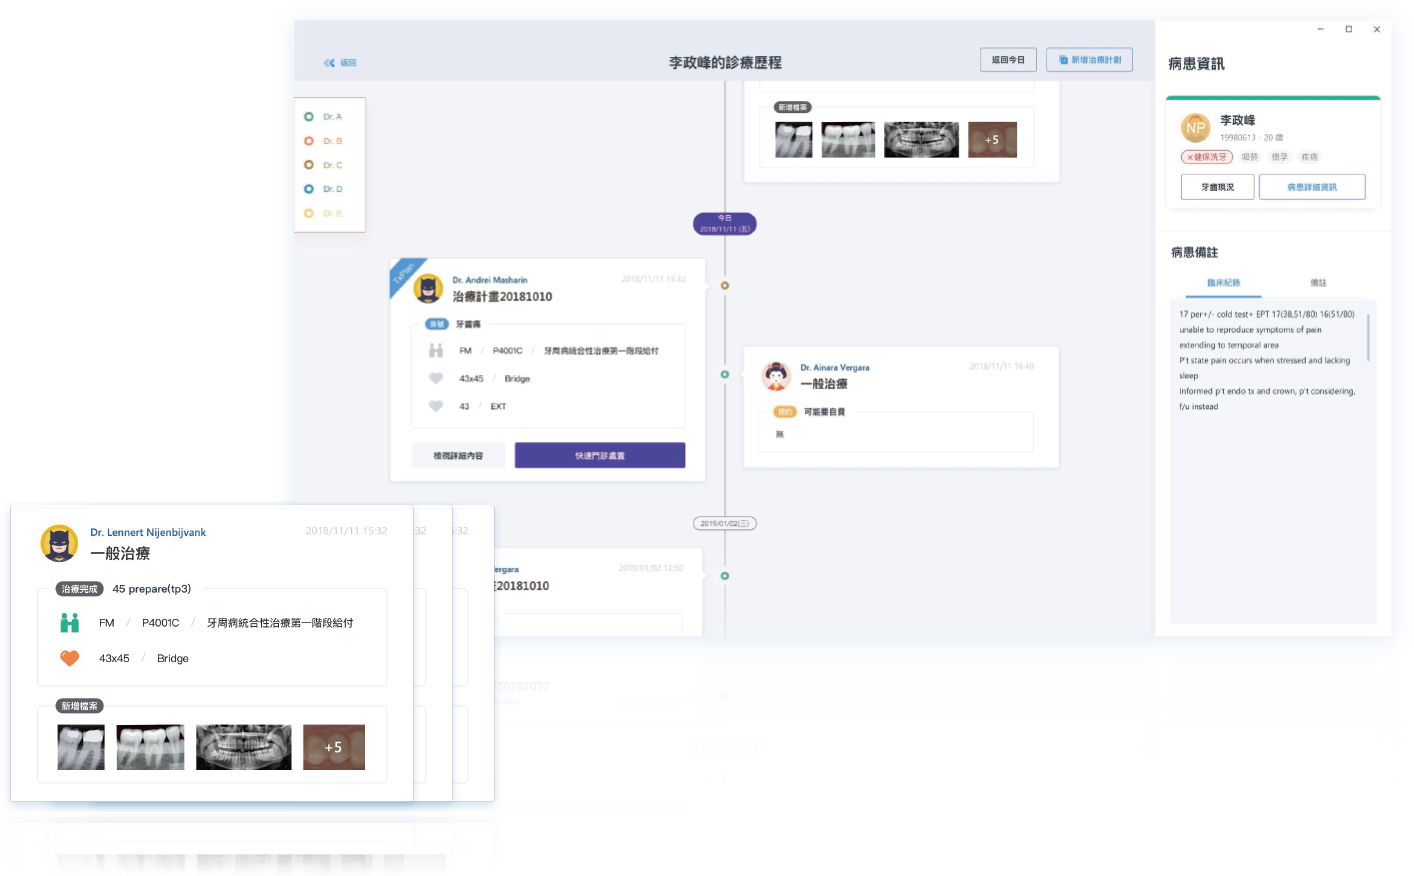 返回
李政峰的診療歷程
返回今日
新增治療計劃
Dr. A
Dr. B
Dr. C
Dr. D
Dr. E
新增檔案
+5
今日
2018/11/11 (五)
TxPlan
Dr. Andrei Masharin
2018/11/11 15:32
治療計畫20181010
掛號 牙齒痛
FM / P4001C / 牙周病統合性治療第一階段給付
43x45 / Bridge
43 / EXT
檢視詳細內容
快速門診處置
Dr. Ainara Vergara
2018/11/11 16:40
一般治療
預約 可能要自費
無
2019/01/02(三)
ergara
2019/01/02 13:50
20181010
病患資訊
NP
李政峰
19980613 - 20 歲
×健保洗牙 吸菸 懷孕 疾病
牙齒現況
病患詳細資訊
病患備註
臨床紀錄
備註
17 per+/- cold test+ EPT 17(38,51/80) 16(51/80)
unable to reproduce symptoms of pain
extending to temporal area
P't state pain occurs when stressed and lacking
sleep
Informed p't endo tx and crown, p't considering,
f/u instead
Dr. Lennert Nijenbijvank
2018/11/11 15:32
:32
5:32
一般治療
治療完成 45 prepare(tp3)
FM / P4001C / 牙周病統合性治療第一階段給付
43x45 / Bridge
新增檔案
+5